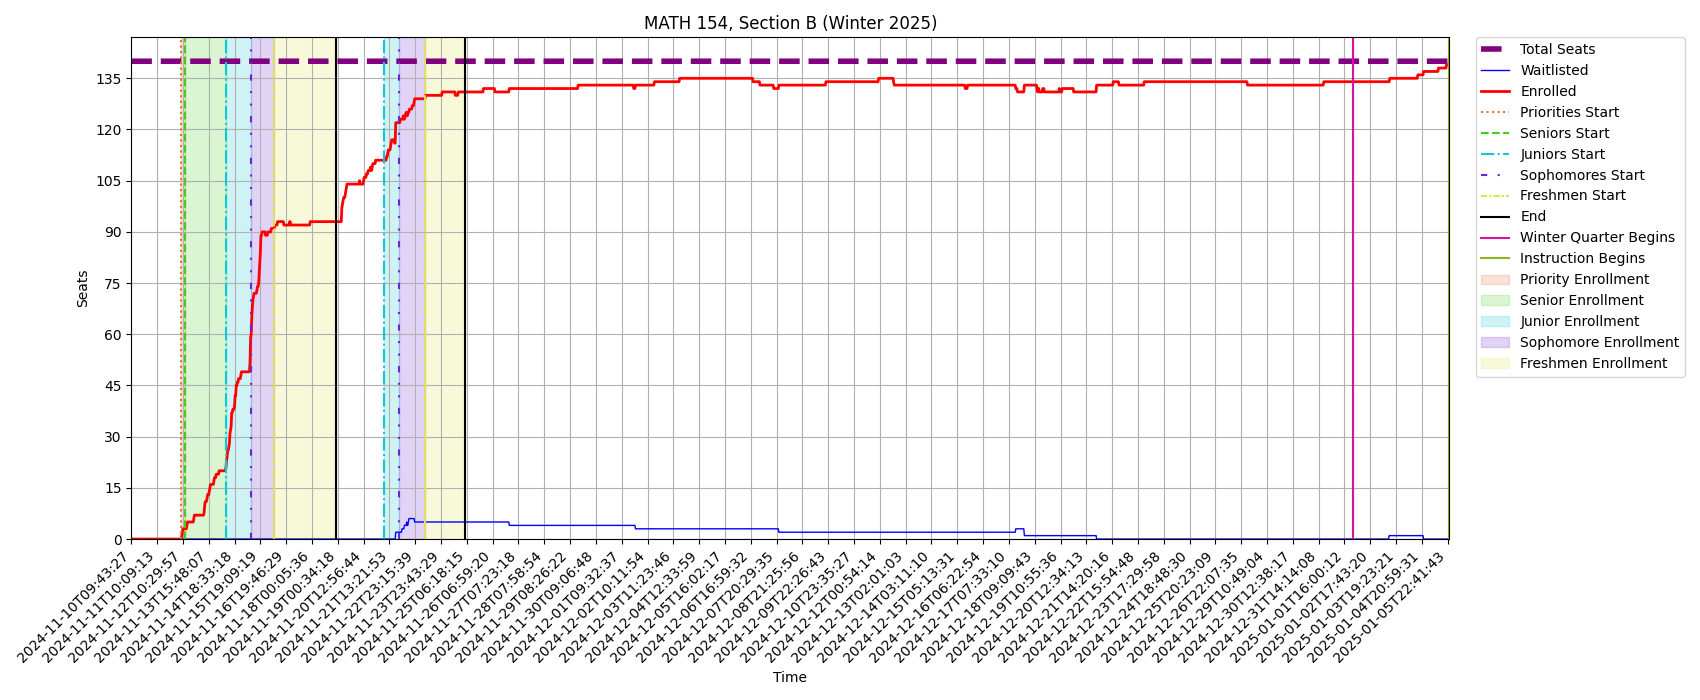 MATH 154, Section B (Winter 2025)
Seats
135
120
105
90
75
60
45
30
15
0
2024-11-10T09:43:27
2024-11-11T10:09:13
2024-11-12T10:29:57
2024-11-13T15:48:07
2024-11-14T18:33:18
2024-11-15T19:09:19
2024-11-16T19:46:29
2024-11-18T00:05:36
2024-11-19T00:34:18
2024-11-20T12:56:44
2024-11-21T13:21:53
2024-11-22T23:15:39
2024-11-23T23:43:29
2024-11-25T06:18:15
2024-11-26T06:59:20
2024-11-27T07:23:18
2024-11-28T07:58:54
2024-11-29T08:26:22
2024-11-30T09:06:48
2024-12-01T09:32:37
2024-12-02T10:11:54
2024-12-03T11:23:46
2024-12-04T12:33:59
2024-12-05T16:02:17
2024-12-06T16:59:32
2024-12-07T20:29:35
2024-12-08T21:25:56
2024-12-09T22:26:43
2024-12-10T23:35:27
2024-12-12T00:54:14
2024-12-13T02:01:03
2024-12-14T03:11:10
2024-12-15T05:13:31
2024-12-16T06:22:54
2024-12-17T07:33:10
2024-12-18T09:09:43
2024-12-19T10:55:36
2024-12-20T12:34:13
2024-12-21T14:20:16
2024-12-22T15:54:48
2024-12-23T17:29:58
2024-12-24T18:48:30
2024-12-25T20:23:09
2024-12-26T22:07:35
2024-12-29T10:49:04
2024-12-30T12:38:17
2024-12-31T14:14:08
2025-01-01T16:00:12
2025-01-02T17:43:20
2025-01-03T19:23:21
2025-01-04T20:59:31
2025-01-05T22:41:43
Time
Total Seats
Waitlisted
Enrolled
Priorities Start
Seniors Start
Juniors Start
Sophomores Start
Freshmen Start
End
Winter Quarter Begins
Instruction Begins
Priority Enrollment
Senior Enrollment
Junior Enrollment
Sophomore Enrollment
Freshmen Enrollment